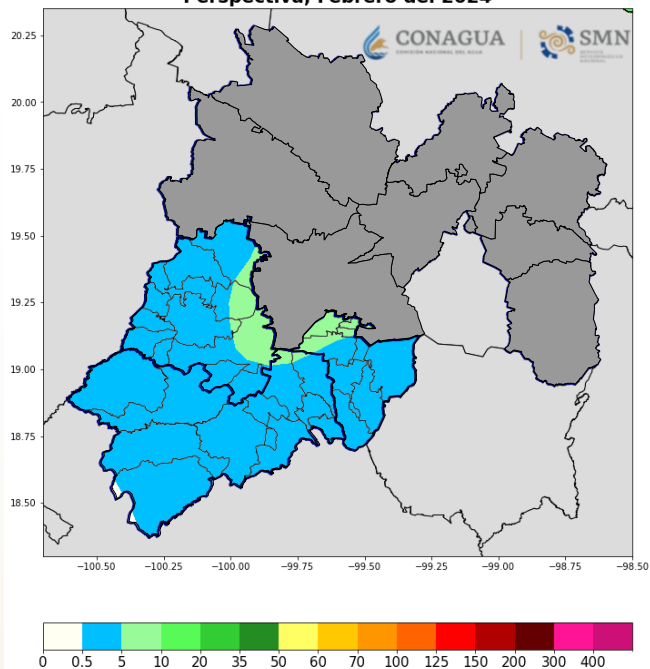 Perspectiva, Febrero del 2024
CONAGUA
COMISIÓN NACIONAL DEL AGUA
SMN
SERVICIO
METEOROLÓGICO
NACIONAL
20.25
20.00
19.75
19.50
19.25
19.00
18.75
18.50
−100.50 −100.25 −100.00 −99.75 −99.50 −99.25 −99.00 −98.75 −98.50
0 0.5 5 10 20 35 50 60 70 100 125 150 200 300 400